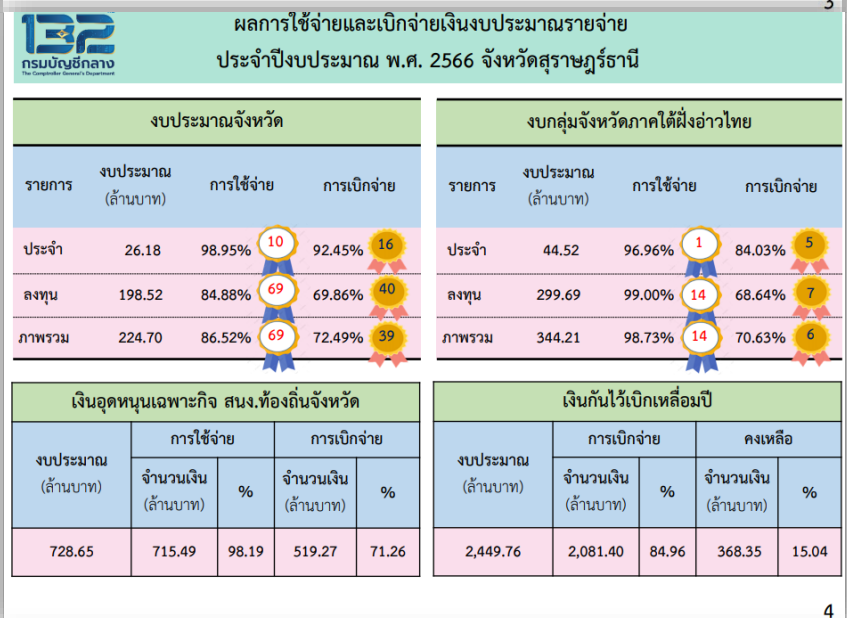 3
132
กรมบัญชีกลาง
The Comptroller General's Department
ผลการใช้จ่ายและเบิกจ่ายเงินงบประมาณรายจ่าย
ประจำปีงบประมาณ พ.ศ. 2566 จังหวัดสุราษฎร์ธานี
งบประมาณจังหวัด
รายการ งบประมาณ (ล้านบาท) การใช้จ่าย การเบิกจ่าย
ประจำ 26.18 98.95% 10 92.45% 16
ลงทุน 198.52 84.88% 69 69.86% 40
ภาพรวม 224.70 86.52% 69 72.49% 39
งบกลุ่มจังหวัดภาคใต้ฝั่งอ่าวไทย
รายการ งบประมาณ (ล้านบาท) การใช้จ่าย การเบิกจ่าย
ประจำ 44.52 96.96% 1 84.03% 5
ลงทุน 299.69 99.00% 14 68.64% 7
ภาพรวม 344.21 98.73% 14 70.63% 6
เงินอุดหนุนเฉพาะกิจ สนง.ท้องถิ่นจังหวัด
งบประมาณ (ล้านบาท) การใช้จ่าย การเบิกจ่าย
จำนวนเงิน (ล้านบาท) % จำนวนเงิน (ล้านบาท) %
728.65 715.49 98.19 519.27 71.26
เงินกันไว้เบิกเหลื่อมปี
งบประมาณ (ล้านบาท) การเบิกจ่าย คงเหลือ
จำนวนเงิน (ล้านบาท) % จำนวนเงิน (ล้านบาท) %
2,449.76 2,081.40 84.96 368.35 15.04
4